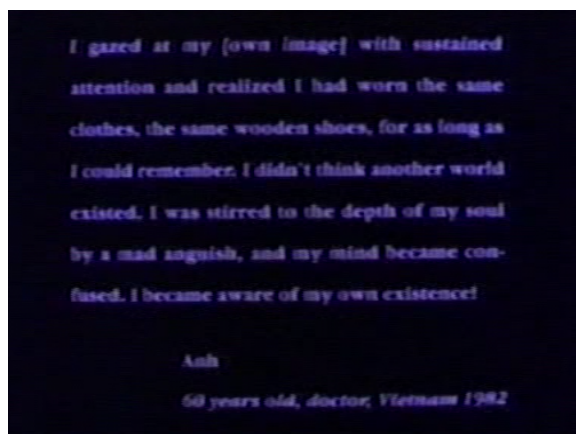 I gazed at my [own image] with sustained
attention and realized I had worn the same
clothes, the same wooden shoes, for as long as
I could remember. I didn't think another world
existed. I was stirred to the depth of my soul
by a mad anguish, and my mind became con-
fused. I became aware of my own existence!
Anh
60 years old, doctor, Vietnam 1982